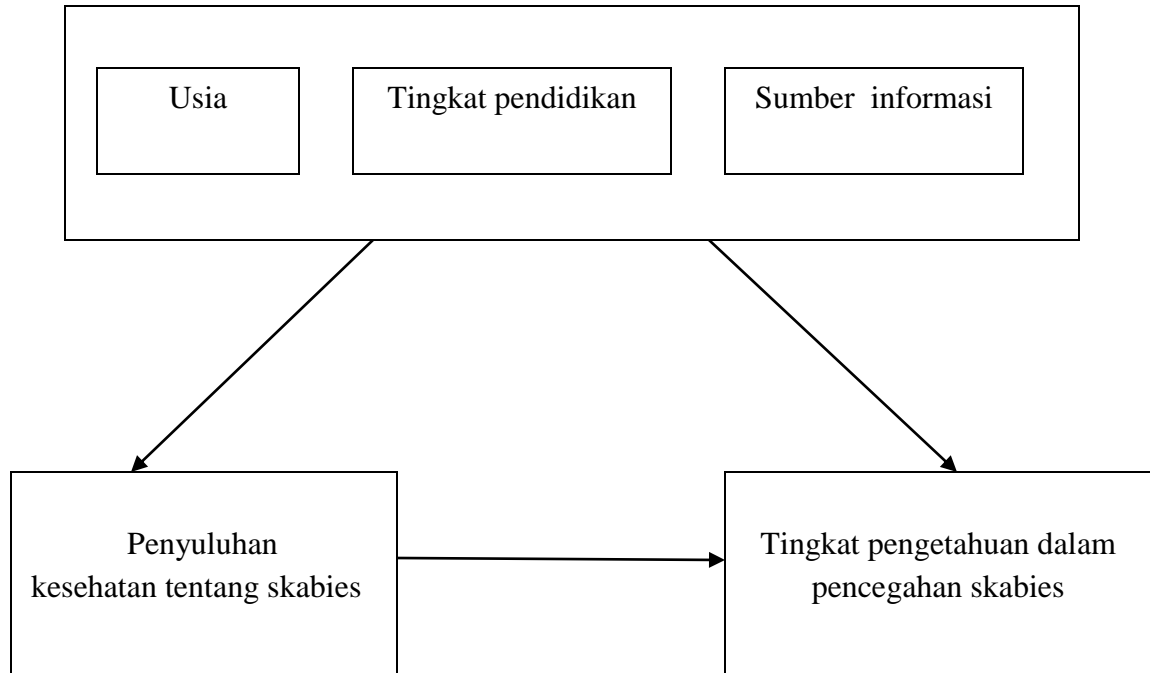 Usia
Tingkat pendidikan
Sumber informasi
Penyuluhan
kesehatan tentang skabies
Tingkat pengetahuan dalam
pencegahan skabies